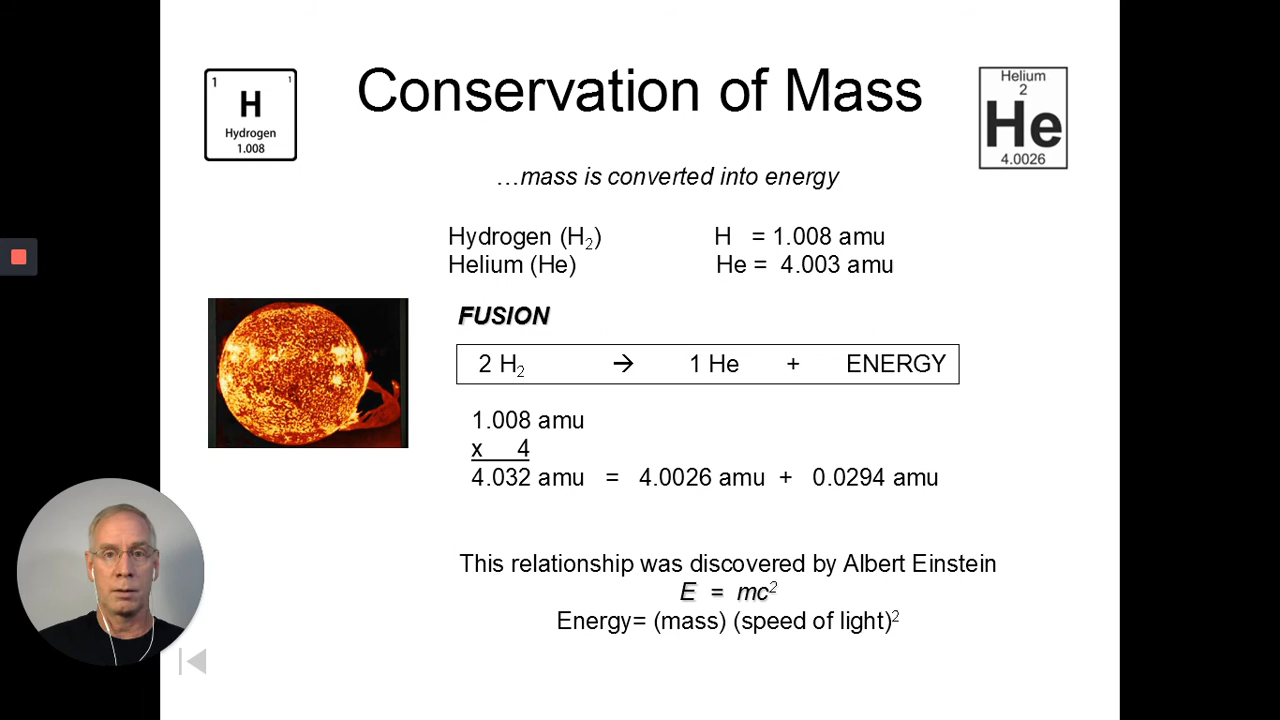 Conservation of Mass
1 1
H
Hydrogen
1.008
Helium
2
He
4.0026
…mass is converted into energy
Hydrogen (H₂) H = 1.008 amu
Helium (He) He = 4.003 amu
FUSION
2 H₂ → 1 He + ENERGY
1.008 amu
x 4
4.032 amu = 4.0026 amu + 0.0294 amu
This relationship was discovered by Albert Einstein
E = mc²
Energy= (mass) (speed of light)²